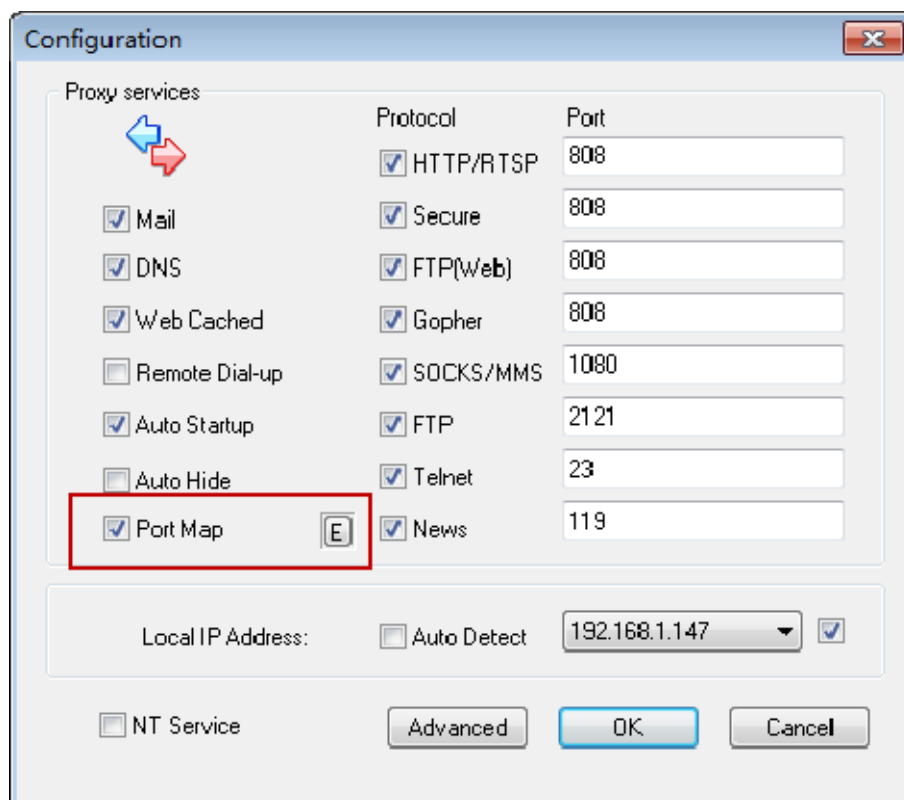 Configuration
Proxy services
Protocol Port
HTTP/RTSP 808
Mail Secure 808
DNS FTP(Web) 808
Web Cached Gopher 808
Remote Dial-up SOCKS/MMS 1080
Auto Startup FTP 2121
Auto Hide Telnet 23
Port Map E News 119
Local IP Address: Auto Detect 192.168.1.147
NT Service Advanced OK Cancel